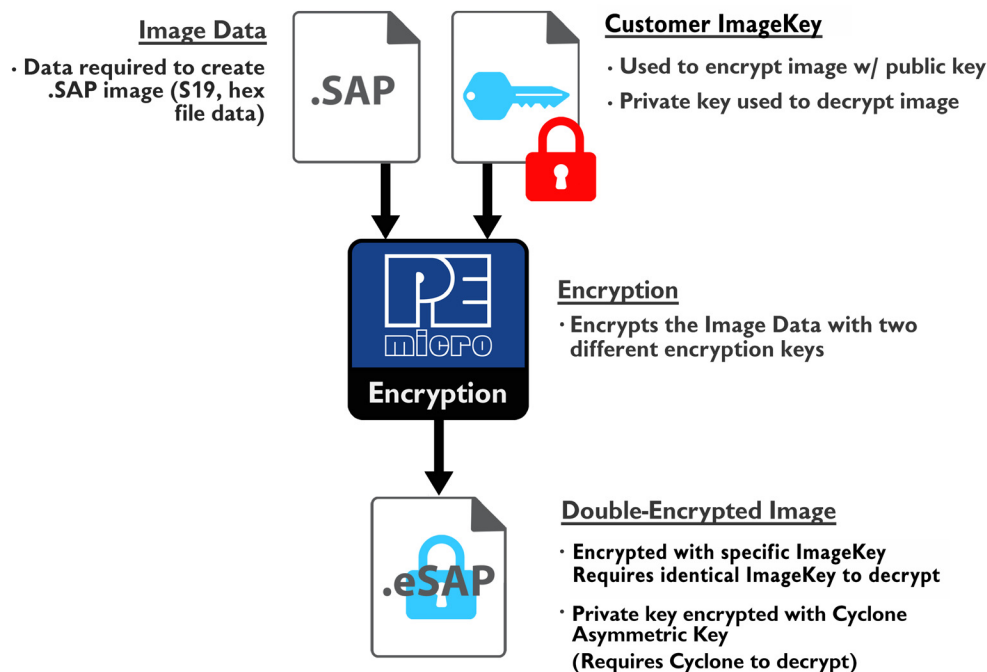 Image Data
· Data required to create
.SAP image (S19, hex
file data)
.SAP
Customer ImageKey
· Used to encrypt image w/ public key
· Private key used to decrypt image
PE
micro
Encryption
Encryption
· Encrypts the Image Data with two
different encryption keys
.eSAP
Double-Encrypted Image
· Encrypted with specific ImageKey
Requires identical ImageKey to decrypt
· Private key encrypted with Cyclone
Asymmetric Key
(Requires Cyclone to decrypt)